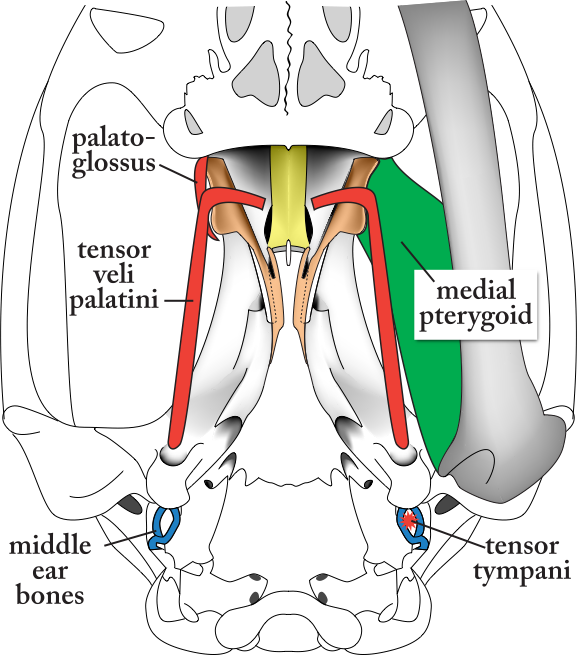 palato-
glossus
tensor
veli
palatini
medial
pterygoid
middle
ear
bones
tensor
tympani